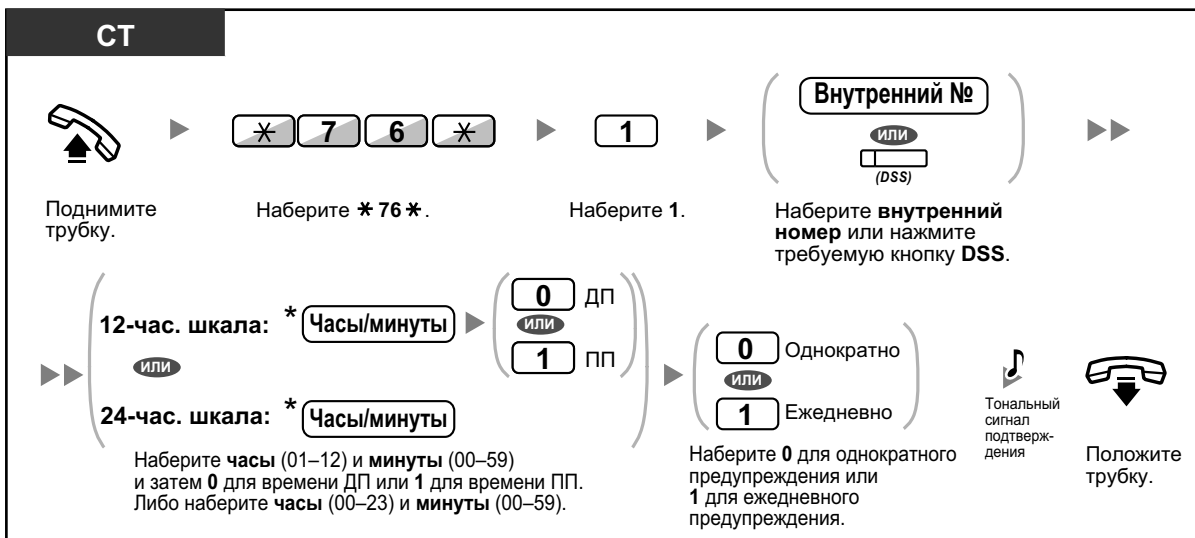 СТ
Внутренний №
ИЛИ
(DSS)
* 7 6 *
1
Поднимите
трубку.
Наберите * 76 *.
Наберите 1.
Наберите внутренний
номер или нажмите
требуемую кнопку DSS.
12-час. шкала: * Часы/минуты
0 ДП
ИЛИ
1 ПП
ИЛИ
24-час. шкала: * Часы/минуты
Наберите часы (01–12) и минуты (00–59)
и затем 0 для времени ДП или 1 для времени ПП.
Либо наберите часы (00–23) и минуты (00–59).
0 Однократно
ИЛИ
1 Ежедневно
Наберите 0 для однократного
предупреждения или
1 для ежедневного
предупреждения.
Тональный
сигнал
подтверж-
дения
Положите
трубку.